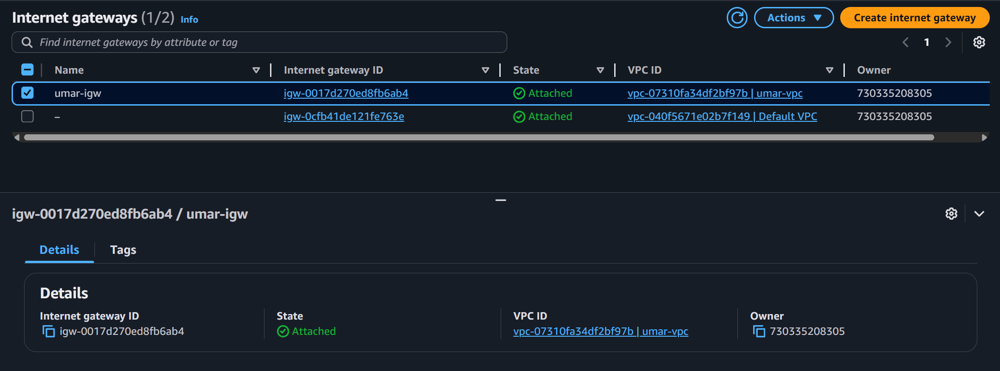 Internet gateways (1/2) Info
Actions
Create internet gateway
Find internet gateways by attribute or tag
1
Name Internet gateway ID State VPC ID Owner
umar-igw igw-0017d270ed8fb6ab4 Attached vpc-07310fa34df2bf97b | umar-vpc 730335208305
– igw-0cfb41de121fe763e Attached vpc-040f5671e02b7f149 | Default VPC 730335208305
igw-0017d270ed8fb6ab4 / umar-igw
Details Tags
Details
Internet gateway ID State VPC ID Owner
igw-0017d270ed8fb6ab4 Attached vpc-07310fa34df2bf97b | umar-vpc 730335208305